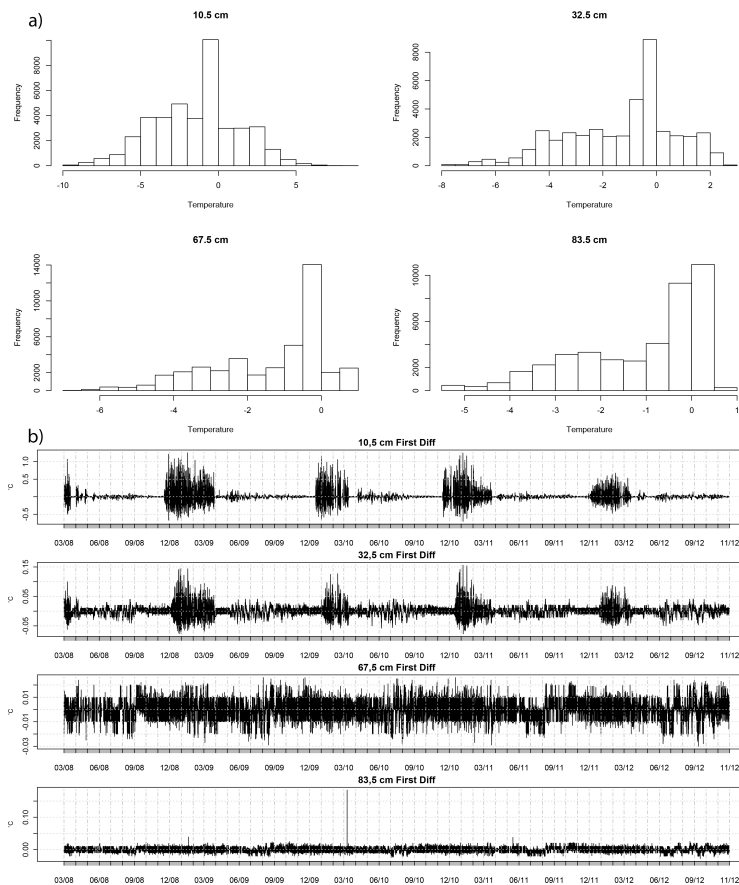 a)
10.5 cm
Frequency
0 2000 4000 6000 8000
-10 -5 0 5
Temperature
32.5 cm
Frequency
0 2000 4000 6000 8000
-8 -6 -4 -2 0 2
Temperature
67.5 cm
Frequency
0 2000 6000 10000 14000
-6 -4 -2 0
Temperature
83.5 cm
Frequency
0 2000 6000 10000
-5 -4 -3 -2 -1 0 1
Temperature
b)
10,5 cm First Diff
°C
-0.5 0.5 1.0
03/08 06/08 09/08 12/08 03/09 06/09 09/09 12/09 03/10 06/10 09/10 12/10 03/11 06/11 09/11 12/11 03/12 06/12 09/12 11/12
32,5 cm First Diff
°C
-0.05 0.05 0.15
03/08 06/08 09/08 12/08 03/09 06/09 09/09 12/09 03/10 06/10 09/10 12/10 03/11 06/11 09/11 12/11 03/12 06/12 09/12 11/12
67,5 cm First Diff
°C
-0.03 -0.01 0.01
03/08 06/08 09/08 12/08 03/09 06/09 09/09 12/09 03/10 06/10 09/10 12/10 03/11 06/11 09/11 12/11 03/12 06/12 09/12 11/12
83,5 cm First Diff
°C
0.00 0.10
03/08 06/08 09/08 12/08 03/09 06/09 09/09 12/09 03/10 06/10 09/10 12/10 03/11 06/11 09/11 12/11 03/12 06/12 09/12 11/12